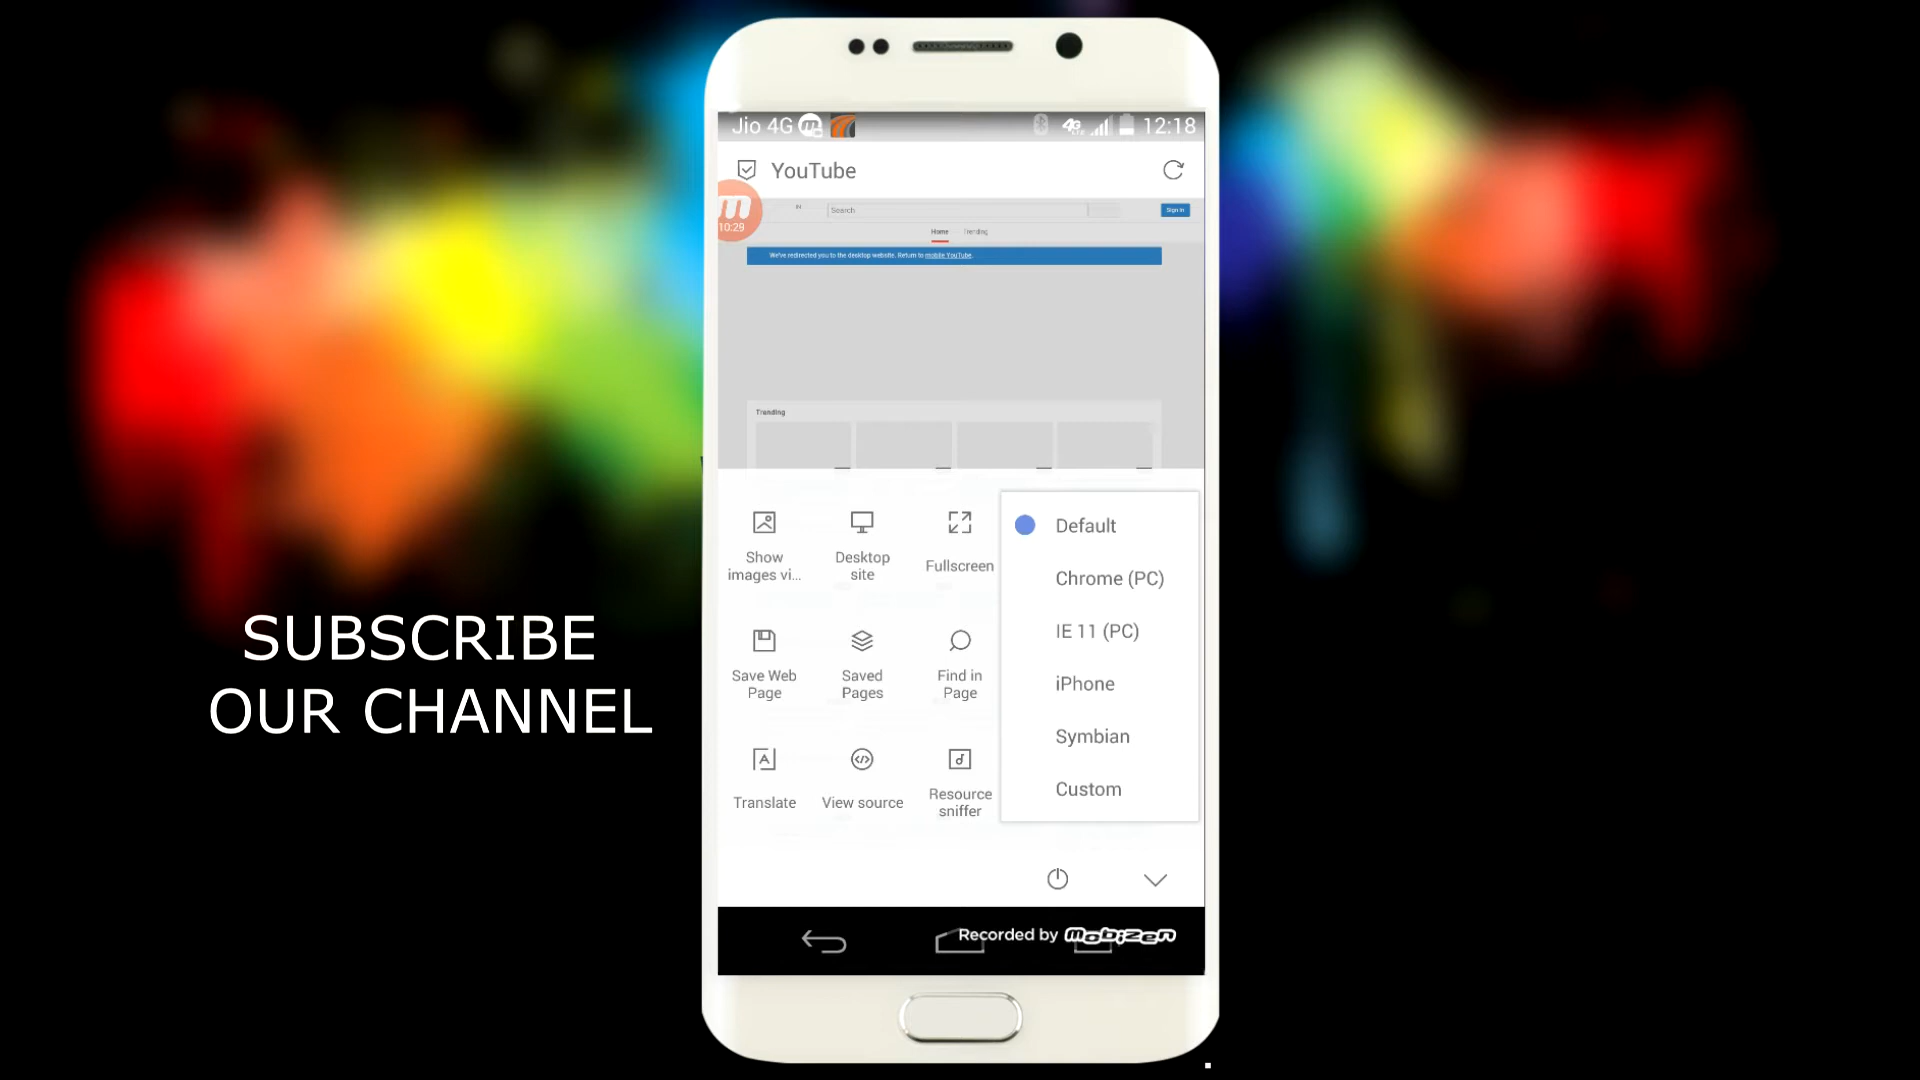 Jio 4G
4G
12:18
YouTube
m
10:29
IN
Search
Sign in
Home
Trending
We've redirected you to the desktop website. Return to mobile YouTube.
Trending
Show
images vi...
Desktop
site
Fullscreen
Default
Chrome (PC)
IE 11 (PC)
iPhone
Symbian
Custom
Save Web
Page
Saved
Pages
Find in
Page
Translate
View source
Resource
sniffer
SUBSCRIBE
OUR CHANNEL
Recorded by mobizen